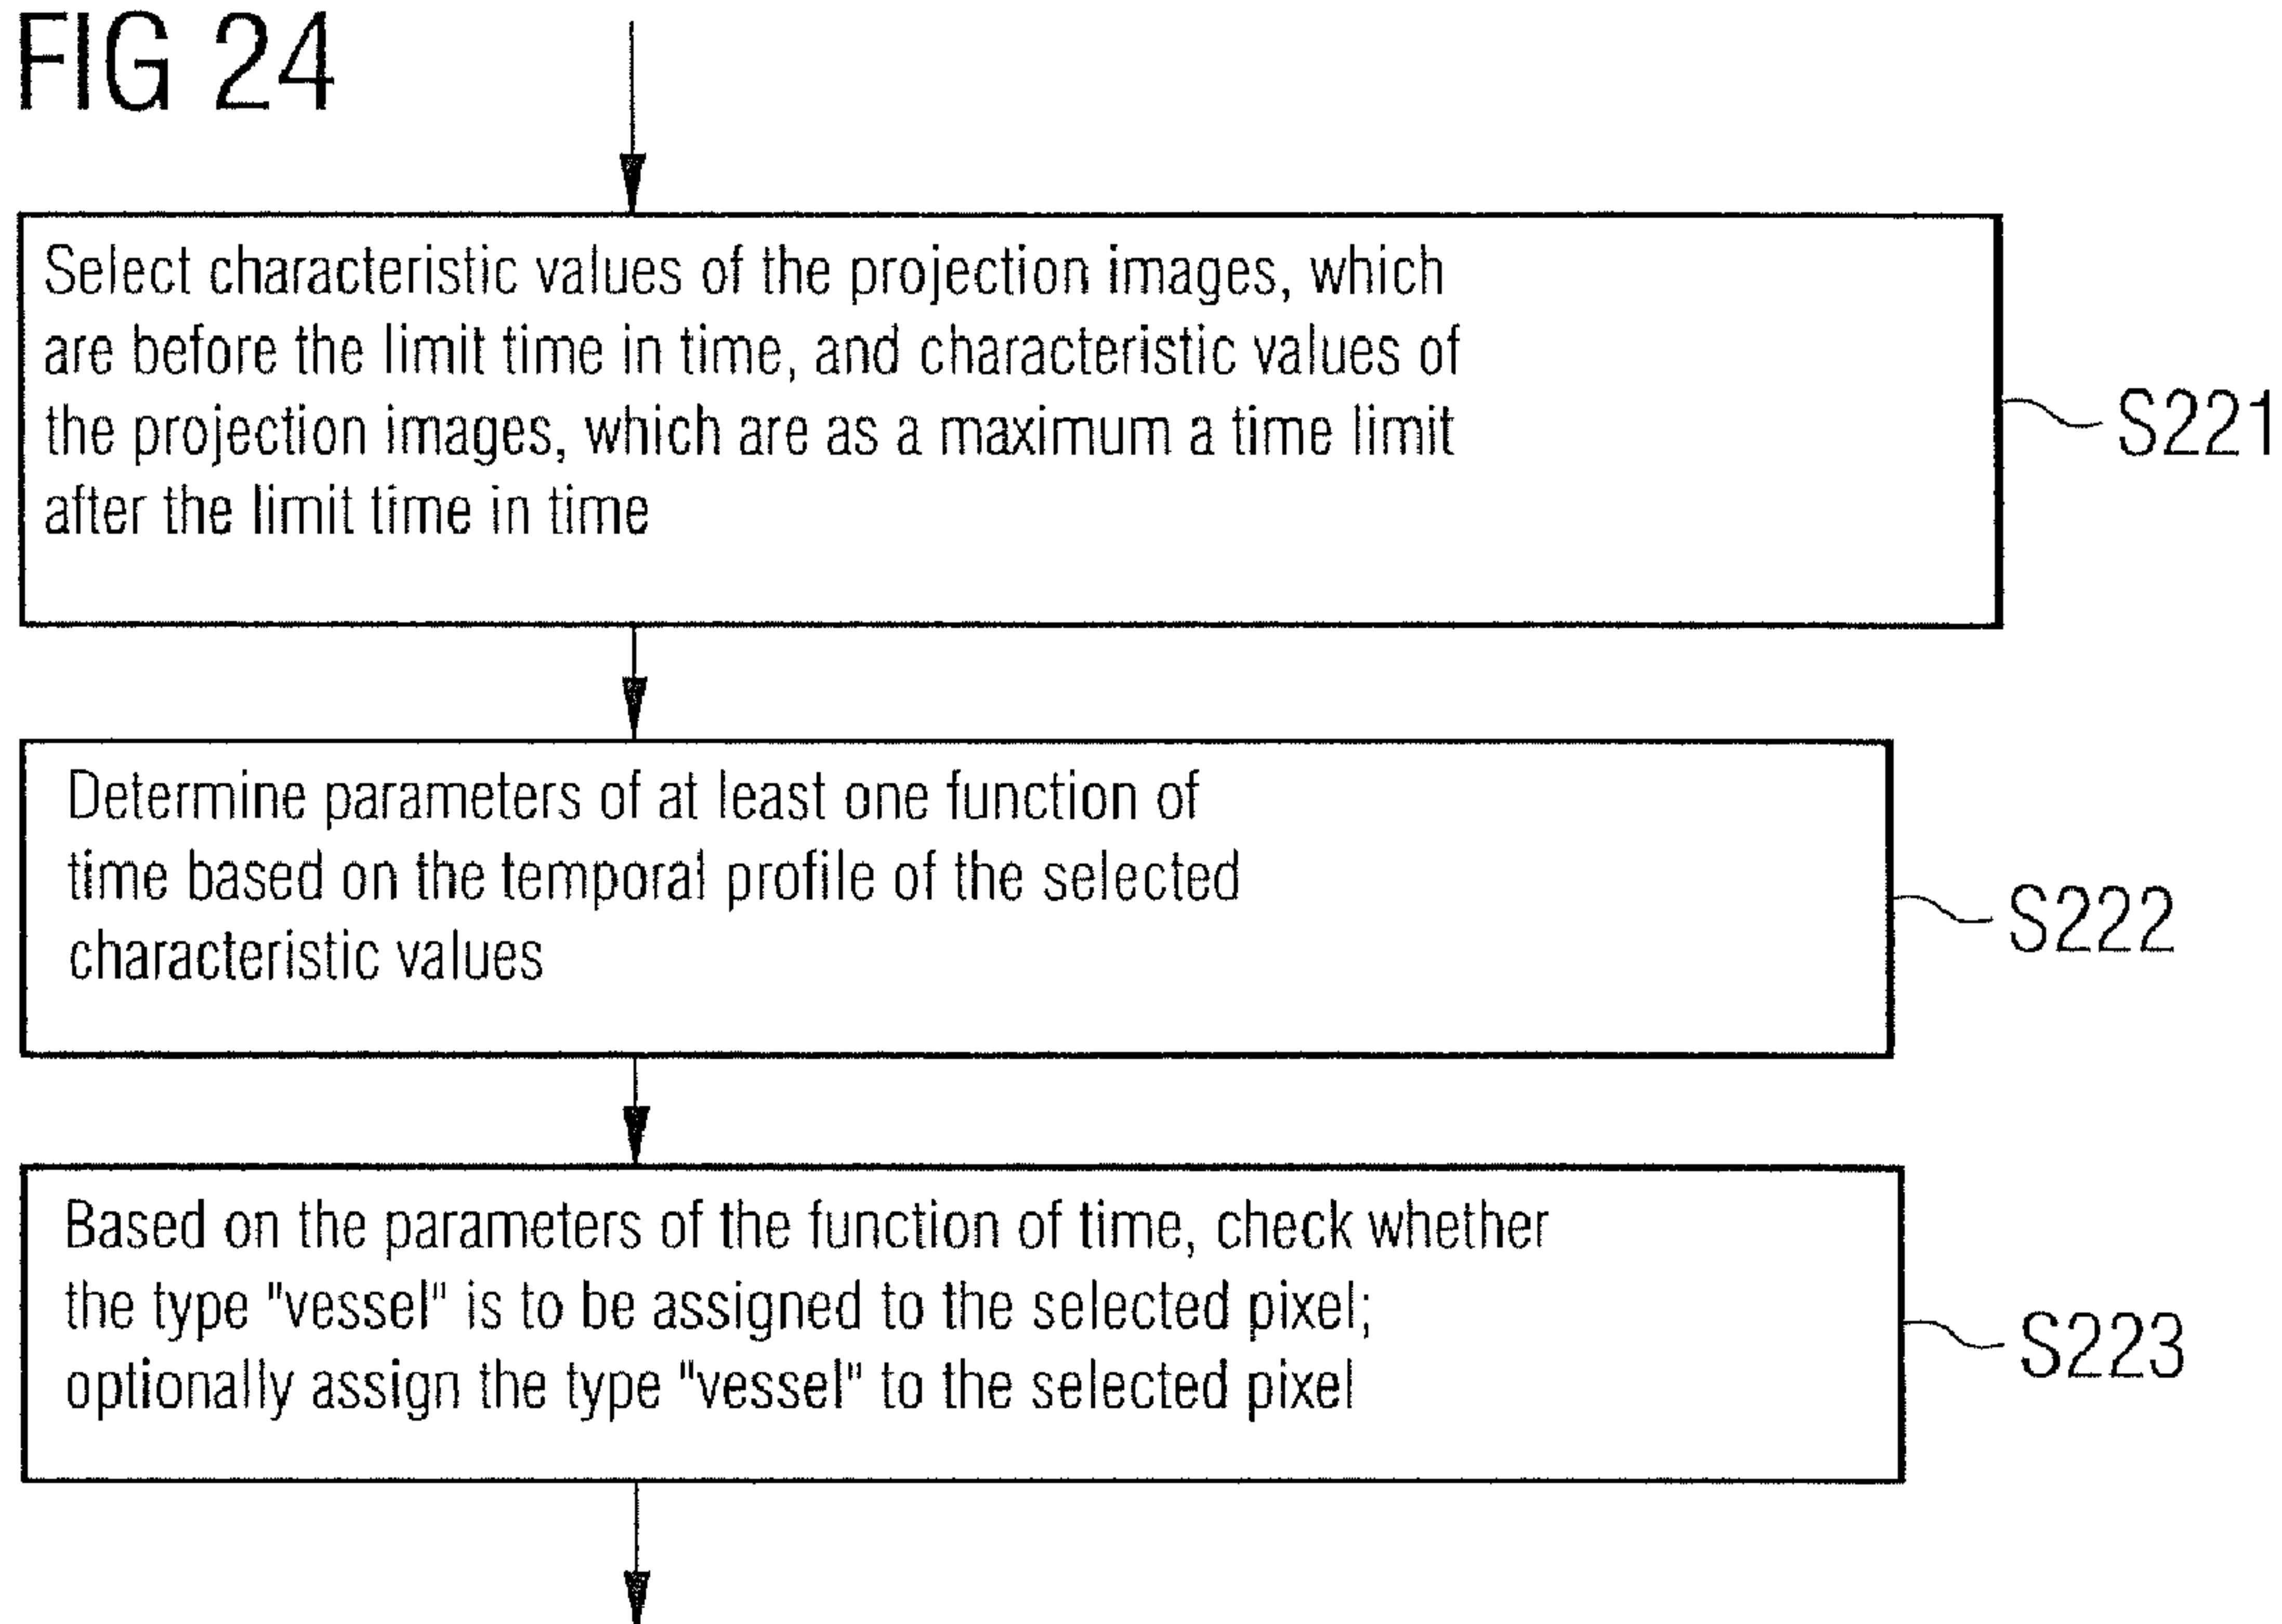 FIG 24
Select characteristic values of the projection images, which
are before the limit time in time, and characteristic values of
the projection images, which are as a maximum a time limit
after the limit time in time
S221
Determine parameters of at least one function of
time based on the temporal profile of the selected
characteristic values
S222
Based on the parameters of the function of time, check whether
the type "vessel" is to be assigned to the selected pixel;
optionally assign the type "vessel" to the selected pixel
S223